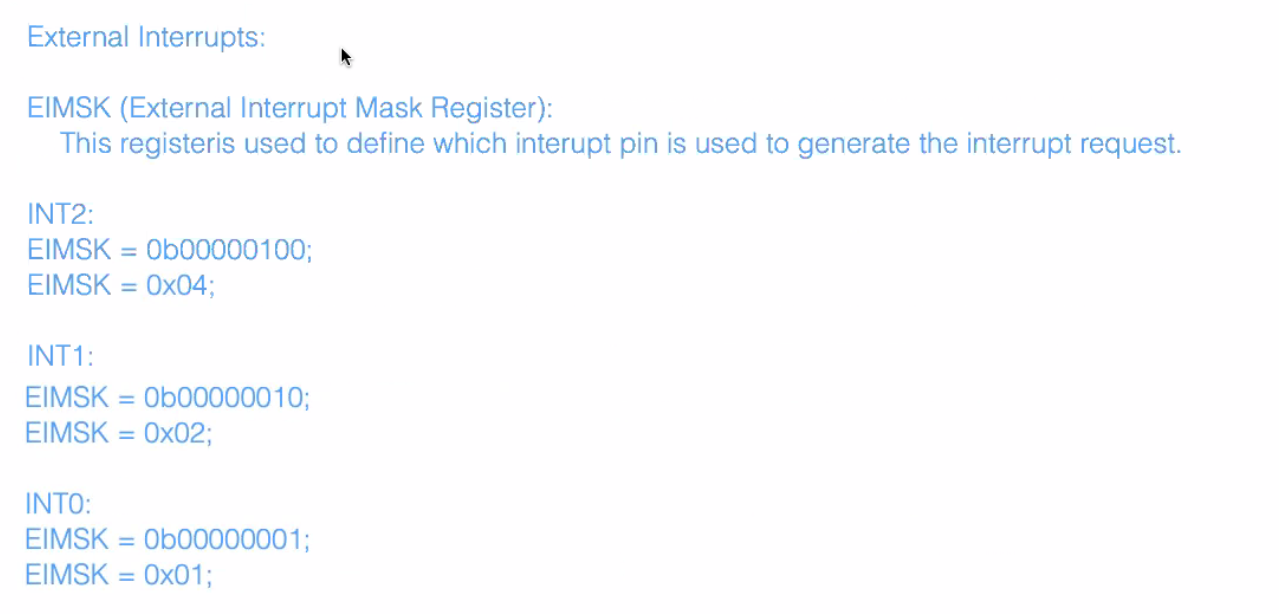 External Interrupts:
EIMSK (External Interrupt Mask Register):
This registeris used to define which interupt pin is used to generate the interrupt request.
INT2:
EIMSK = 0b00000100;
EIMSK = 0x04;
INT1:
EIMSK = 0b00000010;
EIMSK = 0x02;
INT0:
EIMSK = 0b00000001;
EIMSK = 0x01;